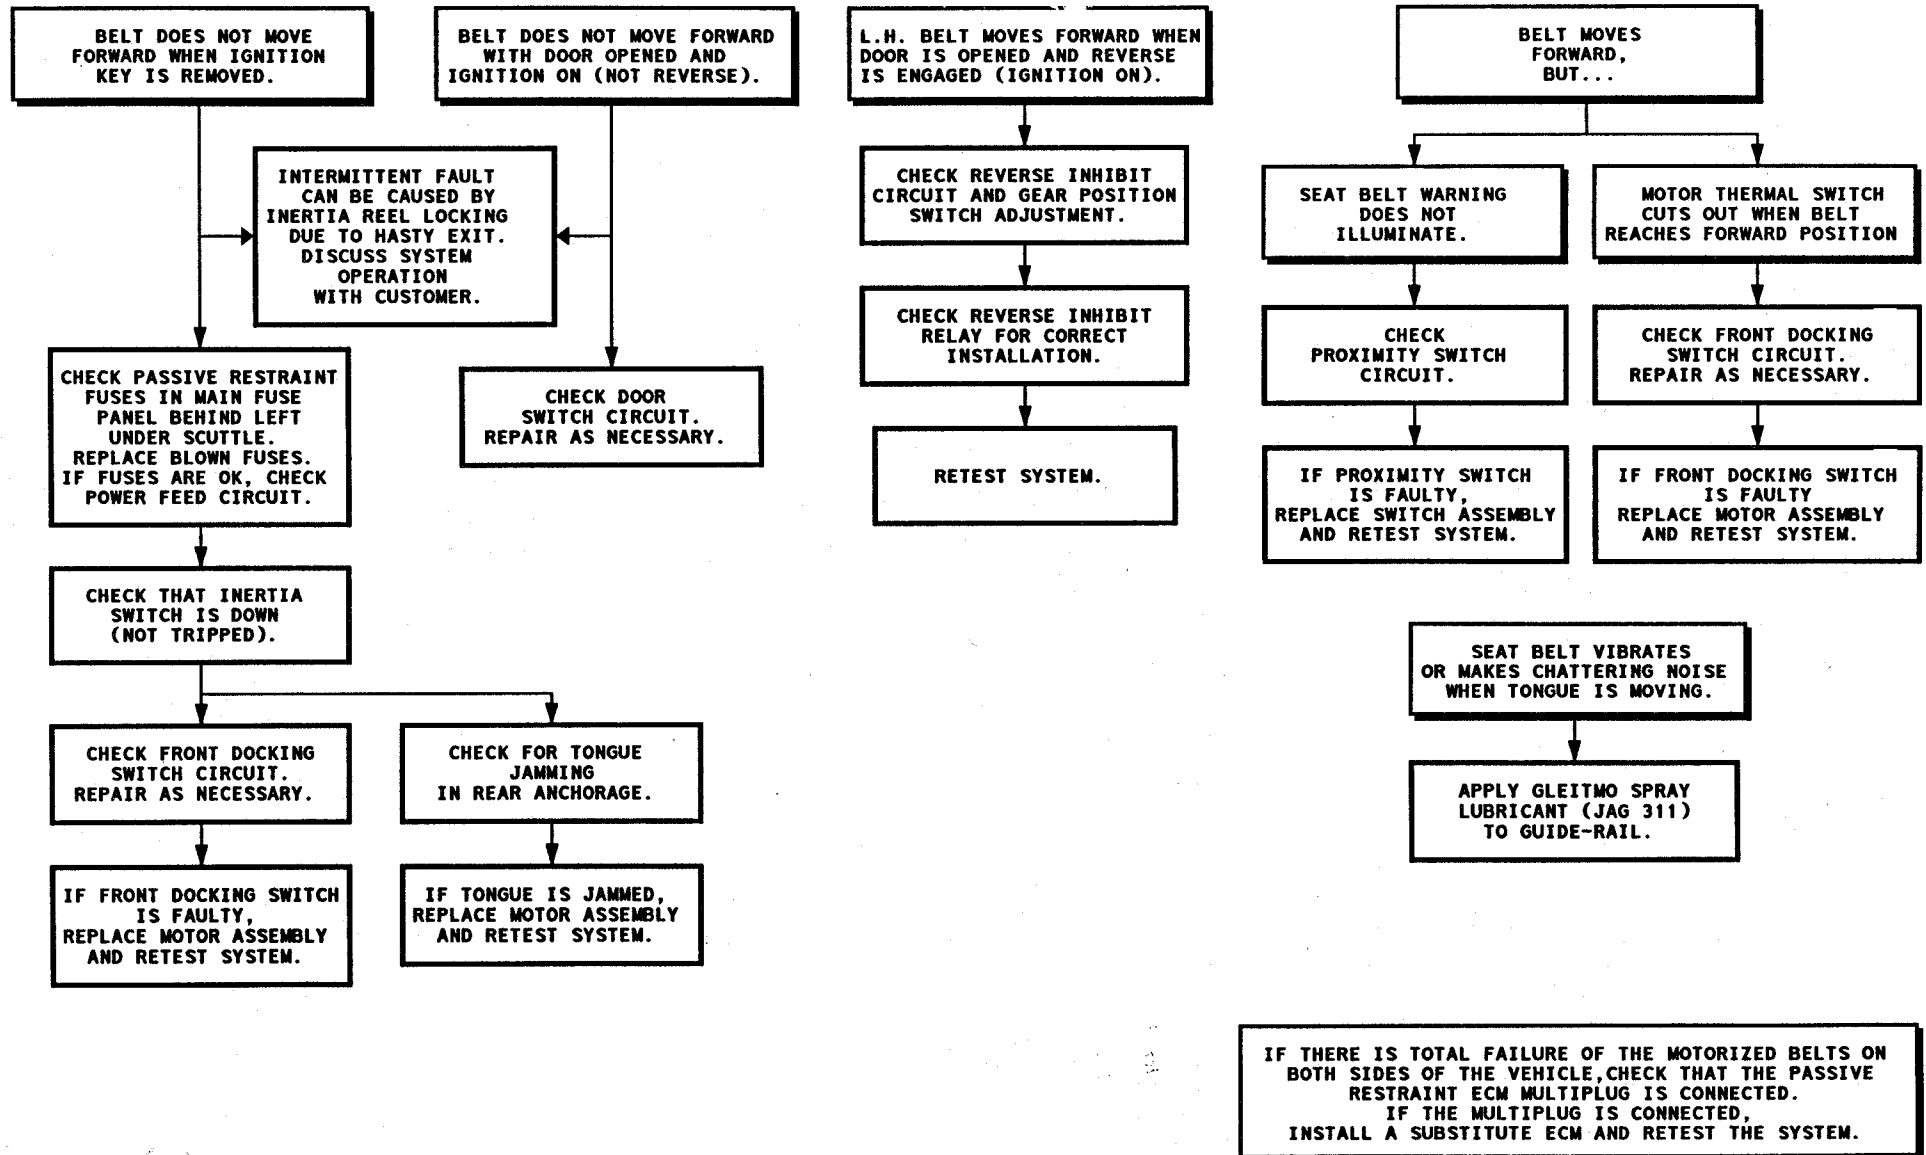 BELT DOES NOT MOVE
FORWARD WHEN IGNITION
KEY IS REMOVED.
BELT DOES NOT MOVE FORWARD
WITH DOOR OPENED AND
IGNITION ON (NOT REVERSE).
L.H. BELT MOVES FORWARD WHEN
DOOR IS OPENED AND REVERSE
IS ENGAGED (IGNITION ON).
BELT MOVES
FORWARD,
BUT...
INTERMITTENT FAULT
CAN BE CAUSED BY
INERTIA REEL LOCKING
DUE TO HASTY EXIT.
DISCUSS SYSTEM
OPERATION
WITH CUSTOMER.
CHECK REVERSE INHIBIT
CIRCUIT AND GEAR POSITION
SWITCH ADJUSTMENT.
SEAT BELT WARNING
DOES NOT
ILLUMINATE.
MOTOR THERMAL SWITCH
CUTS OUT WHEN BELT
REACHES FORWARD POSITION
CHECK REVERSE INHIBIT
RELAY FOR CORRECT
INSTALLATION.
CHECK
PROXIMITY SWITCH
CIRCUIT.
CHECK FRONT DOCKING
SWITCH CIRCUIT.
REPAIR AS NECESSARY.
CHECK PASSIVE RESTRAINT
FUSES IN MAIN FUSE
PANEL BEHIND LEFT
UNDER SCUTTLE.
REPLACE BLOWN FUSES.
IF FUSES ARE OK, CHECK
POWER FEED CIRCUIT.
CHECK DOOR
SWITCH CIRCUIT.
REPAIR AS NECESSARY.
RETEST SYSTEM.
IF PROXIMITY SWITCH
IS FAULTY,
REPLACE SWITCH ASSEMBLY
AND RETEST SYSTEM.
IF FRONT DOCKING SWITCH
IS FAULTY
REPLACE MOTOR ASSEMBLY
AND RETEST SYSTEM.
CHECK THAT INERTIA
SWITCH IS DOWN
(NOT TRIPPED).
SEAT BELT VIBRATES
OR MAKES CHATTERING NOISE
WHEN TONGUE IS MOVING.
CHECK FRONT DOCKING
SWITCH CIRCUIT.
REPAIR AS NECESSARY.
CHECK FOR TONGUE
JAMMING
IN REAR ANCHORAGE.
APPLY GLEITMO SPRAY
LUBRICANT (JAG 311)
TO GUIDE-RAIL.
IF FRONT DOCKING SWITCH
IS FAULTY,
REPLACE MOTOR ASSEMBLY
AND RETEST SYSTEM.
IF TONGUE IS JAMMED,
REPLACE MOTOR ASSEMBLY
AND RETEST SYSTEM.
IF THERE IS TOTAL FAILURE OF THE MOTORIZED BELTS ON
BOTH SIDES OF THE VEHICLE,CHECK THAT THE PASSIVE
RESTRAINT ECM MULTIPLUG IS CONNECTED.
IF THE MULTIPLUG IS CONNECTED,
INSTALL A SUBSTITUTE ECM AND RETEST THE SYSTEM.